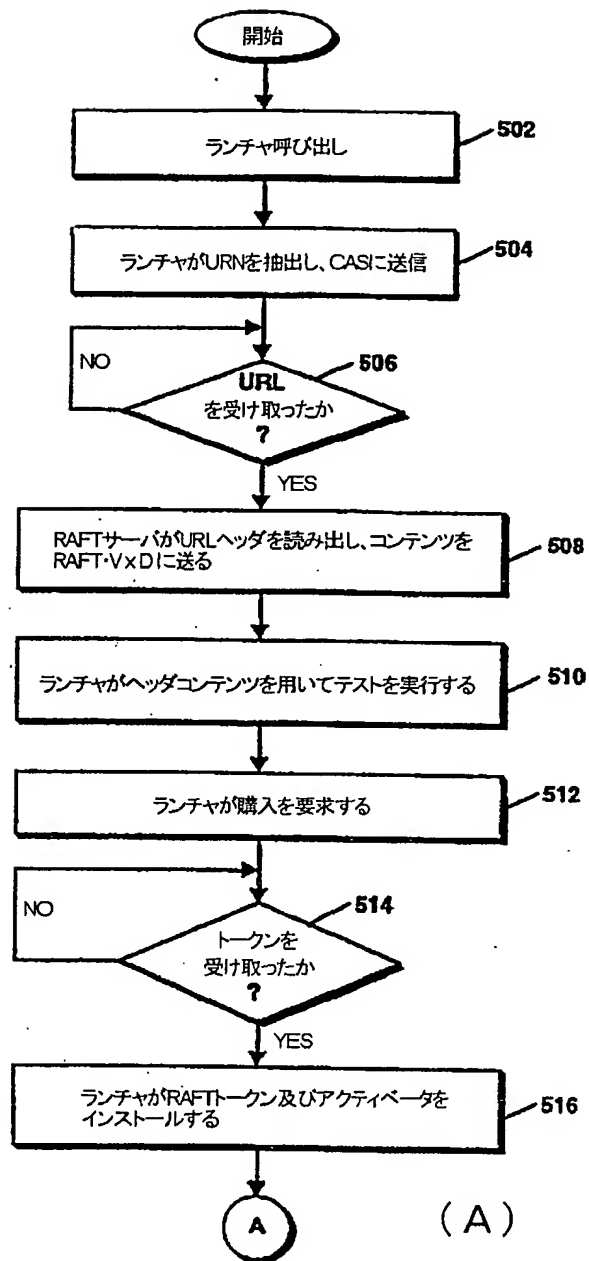 開始
ランチャ呼び出し
502
ランチャがURNを抽出し、CASに送信
504
NO
506
URL
を受け取ったか
?
YES
RAFTサーバがURLヘッダを読み出し、コンテンツを
RAFT・VxDに送る
508
ランチャがヘッダコンテンツを用いてテストを実行する
510
ランチャが購入を要求する
512
NO
514
トークンを
受け取ったか
?
YES
ランチャがRAFTトークン及びアクティベータを
インストールする
516
A
(A)